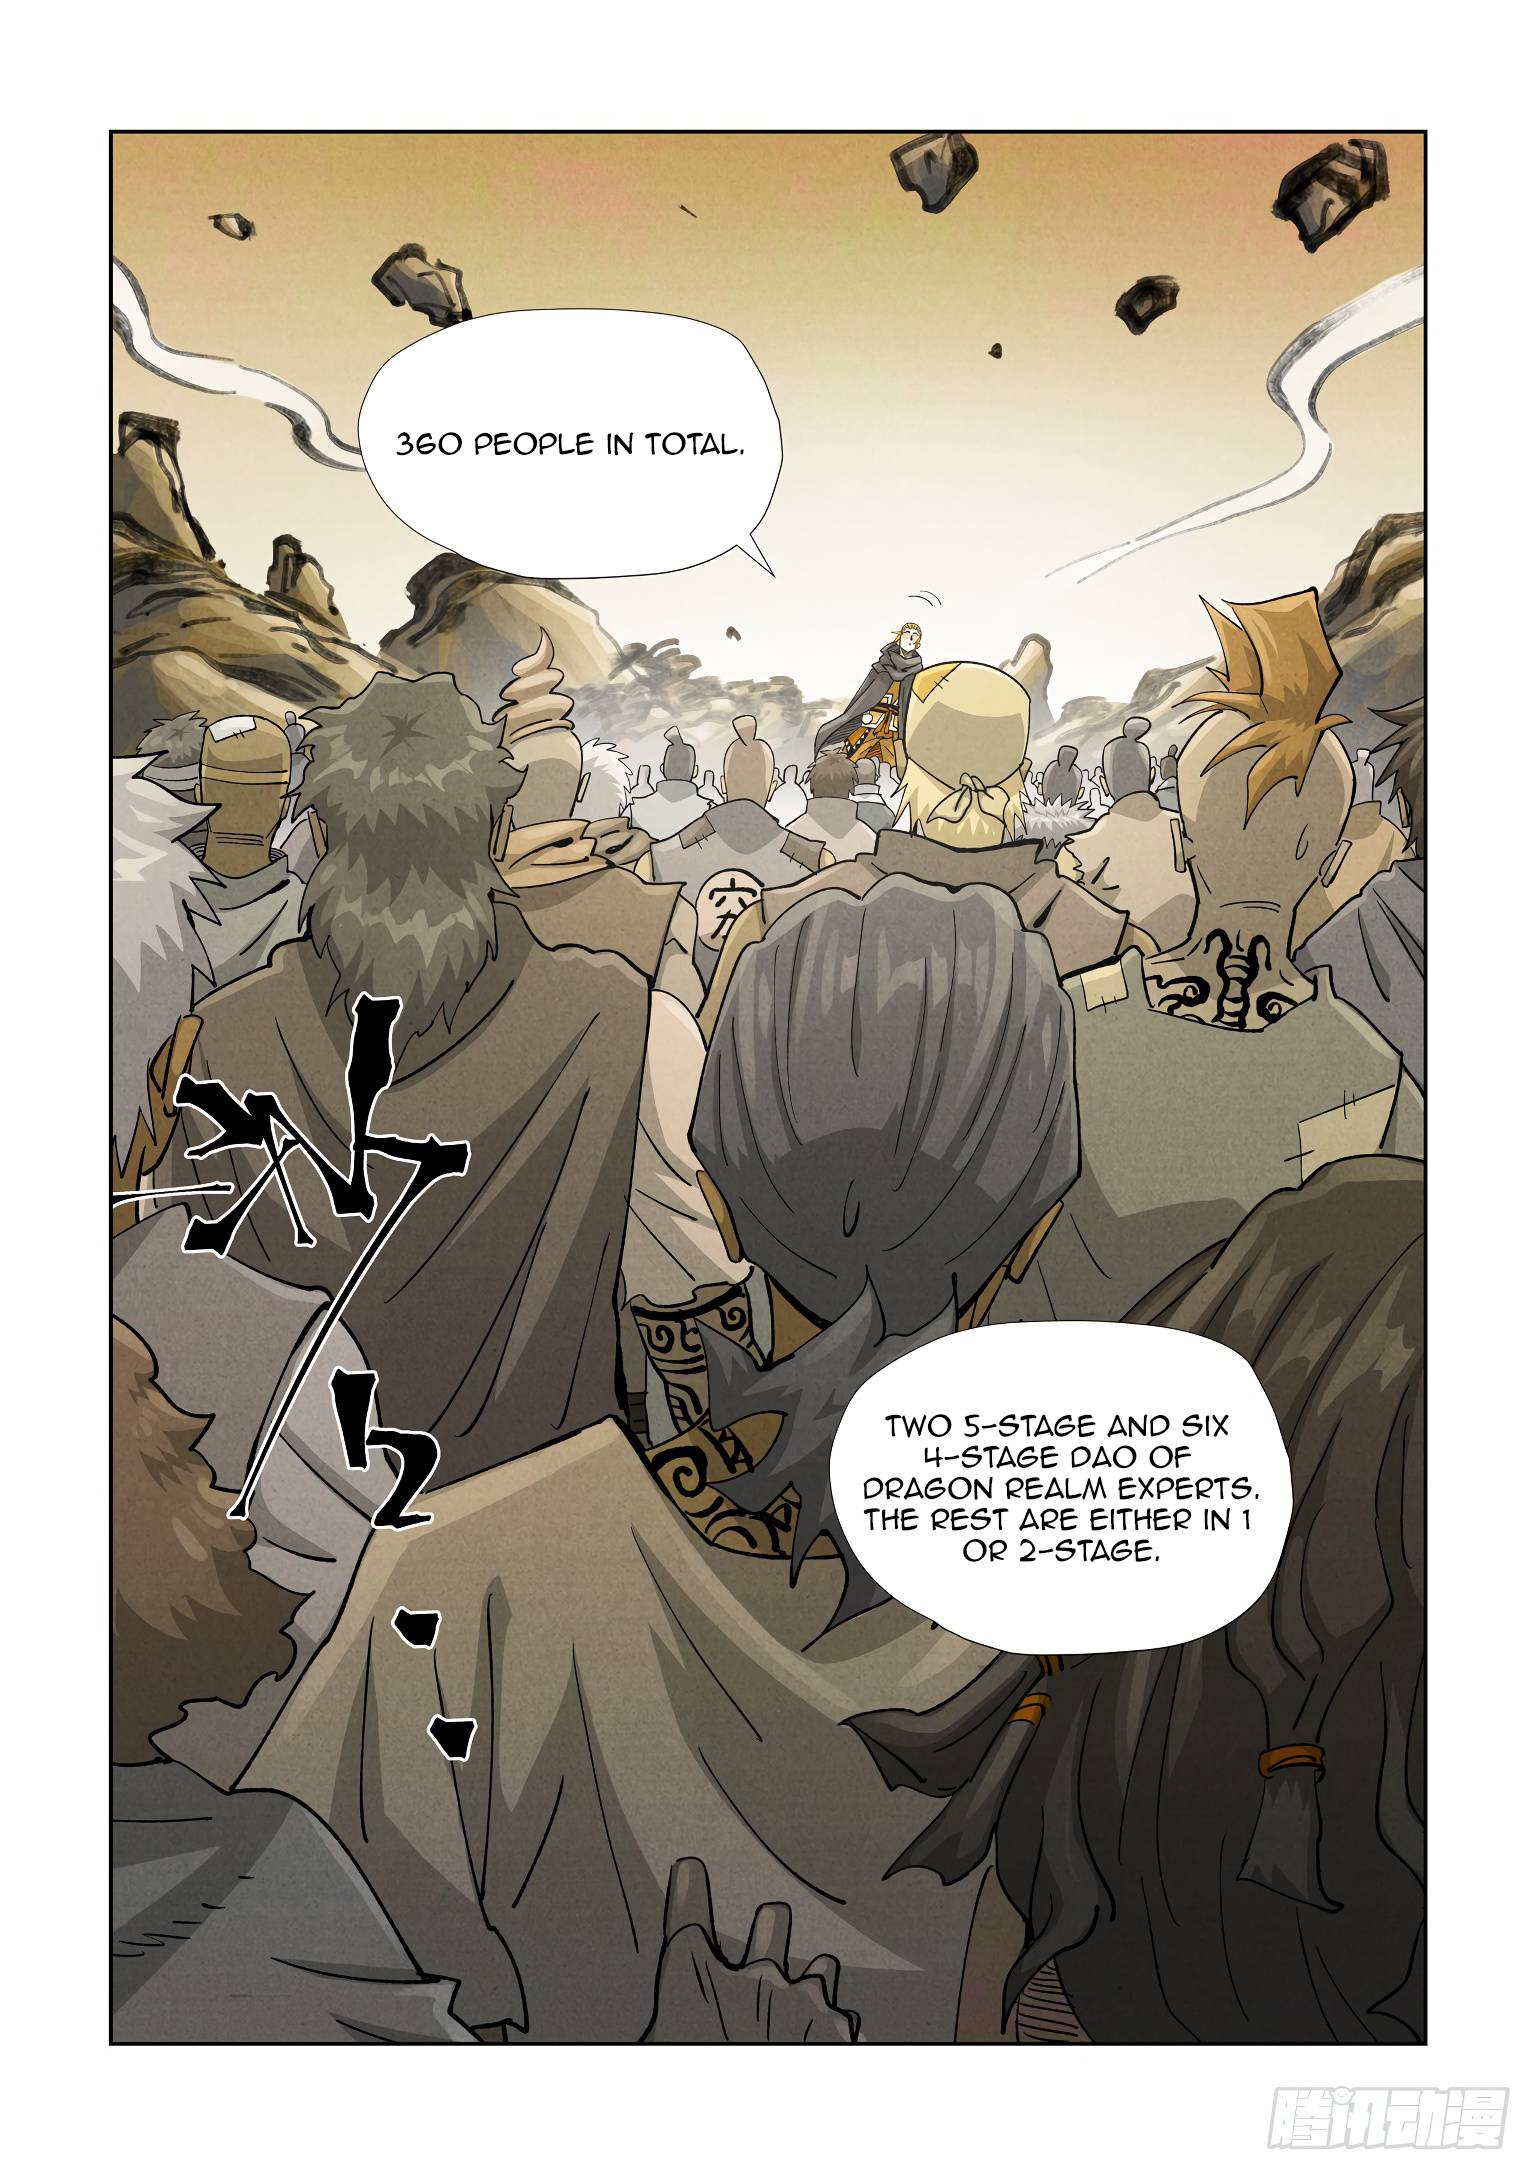 360 PEOPLE IN TOTAL.
TWO 5-STAGE AND SIX
4-STAGE DAO OF
DRAGON REALM EXPERTS.
THE REST ARE EITHER IN 1
OR 2-STAGE.
腾讯动漫